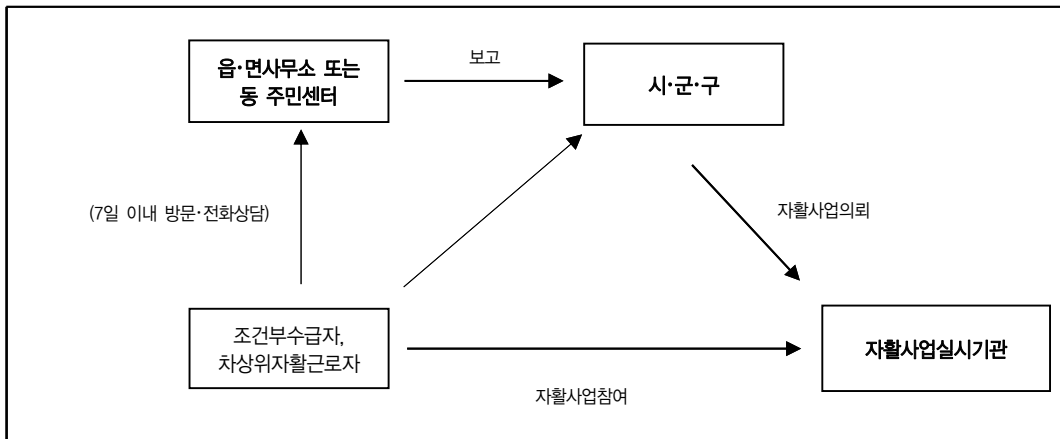 읍·면사무소 또는
동 주민센터
보고
시·군·구
(7일 이내 방문·전화상담)
자활사업의뢰
조건부수급자,
차상위자활근로자
자활사업실시기관
자활사업참여